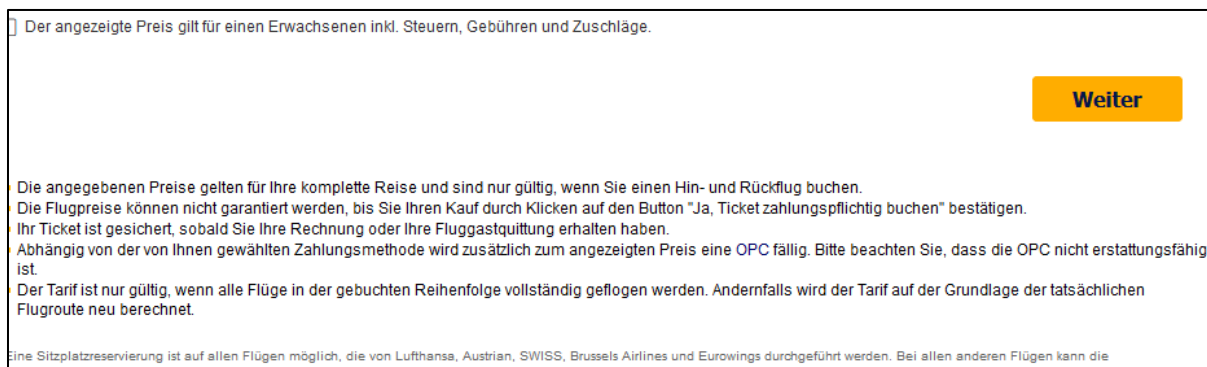 Der angezeigte Preis gilt für einen Erwachsenen inkl. Steuern, Gebühren und Zuschläge.
Weiter
Die angegebenen Preise gelten für Ihre komplette Reise und sind nur gültig, wenn Sie einen Hin- und Rückflug buchen.
Die Flugpreise können nicht garantiert werden, bis Sie Ihren Kauf durch Klicken auf den Button "Ja, Ticket zahlungspflichtig buchen" bestätigen.
Ihr Ticket ist gesichert, sobald Sie Ihre Rechnung oder Ihre Fluggastquittung erhalten haben.
Abhängig von der von Ihnen gewählten Zahlungsmethode wird zusätzlich zum angezeigten Preis eine OPC fällig. Bitte beachten Sie, dass die OPC nicht erstattungsfähig
ist.
Der Tarif ist nur gültig, wenn alle Flüge in der gebuchten Reihenfolge vollständig geflogen werden. Andernfalls wird der Tarif auf der Grundlage der tatsächlichen
Flugroute neu berechnet.
Eine Sitzplatzreservierung ist auf allen Flügen möglich, die von Lufthansa, Austrian, SWISS, Brussels Airlines und Eurowings durchgeführt werden. Bei allen anderen Flügen kann die